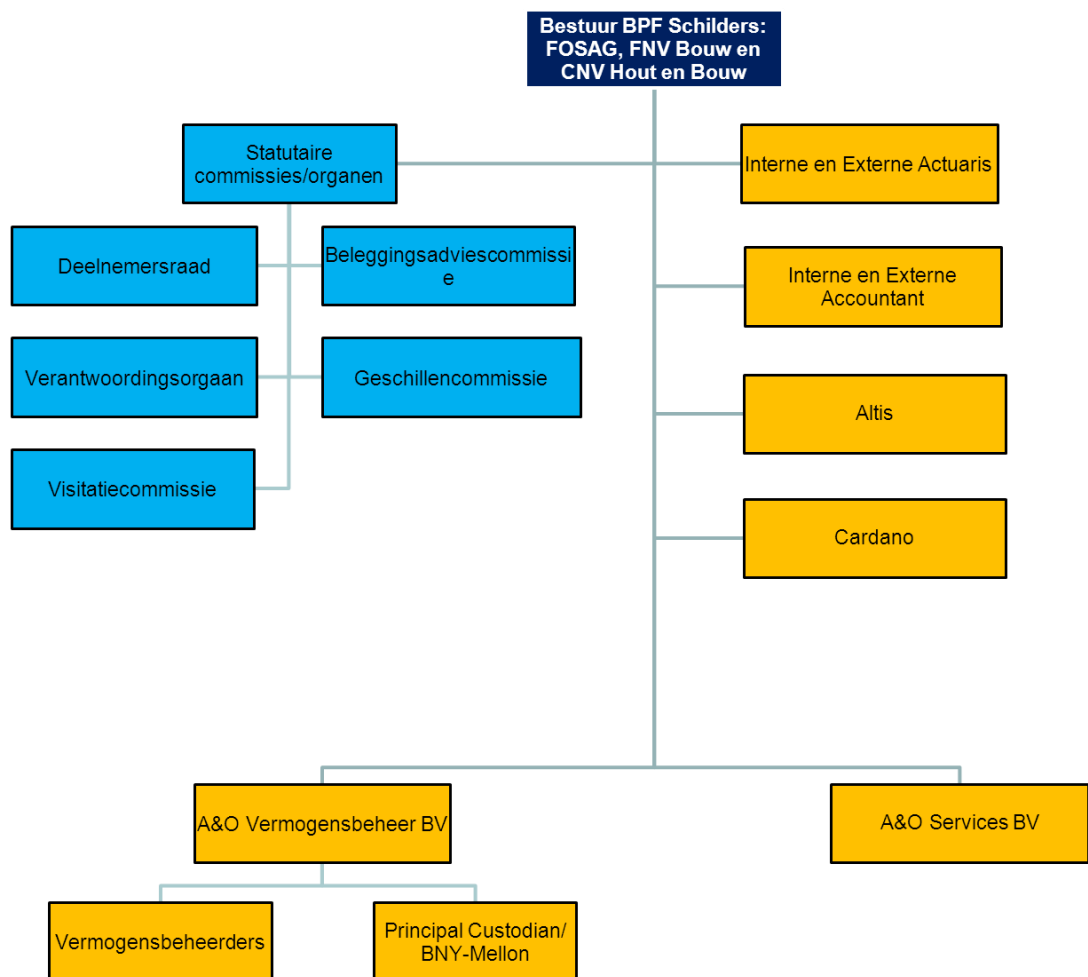 Bestuur BPF Schilders:
FOSAG, FNV Bouw en
CNV Hout en Bouw
Statutaire
commissies/organen
Interne en Externe Actuaris
Deelnemersraad
Beleggingsadviescommissi
e
Interne en Externe
Accountant
Verantwoordingsorgaan
Geschillencommissie
Altis
Visitatiecommissie
Cardano
A&O Vermogensbeheer BV
A&O Services BV
Vermogensbeheerders
Principal Custodian/
BNY-Mellon